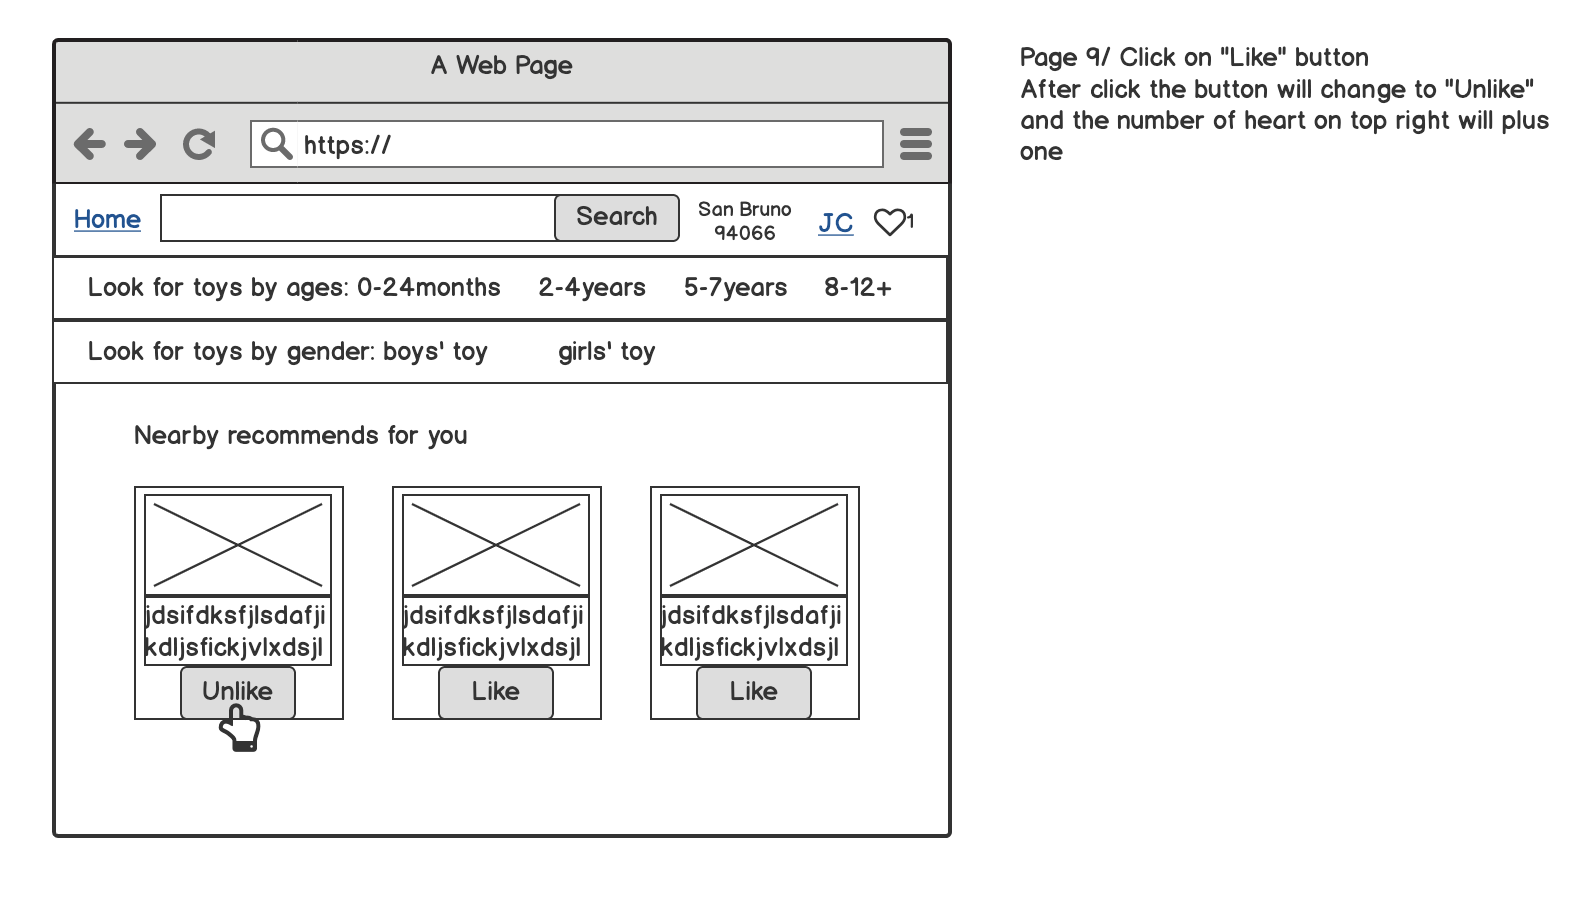 A Web Page
https://
Home
Search
San Bruno
94066
JC
1
Look for toys by ages: 0-24months 2-4years 5-7years 8-12+
Look for toys by gender: boys' toy girls' toy
Nearby recommends for you
jdsifdksfjlsdafji
kdljsfickjvlxdsjl
Unlike
jdsifdksfjlsdafji
kdljsfickjvlxdsjl
Like
jdsifdksfjlsdafji
kdljsfickjvlxdsjl
Like
Page 9/ Click on "Like" button
After click the button will change to "Unlike"
and the number of heart on top right will plus
one